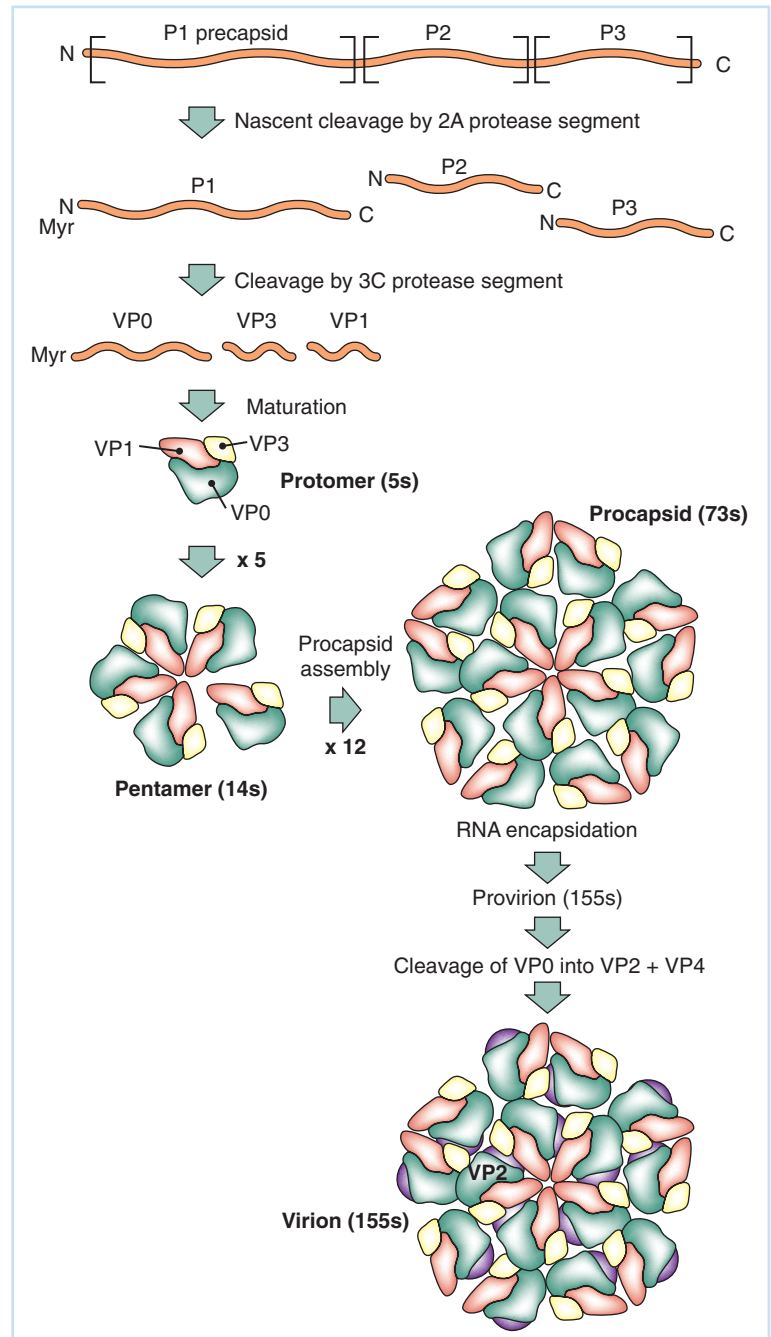 P1 precapsid
P2
P3
N
C
Nascent cleavage by 2A protease segment
P1
N
Myr
C
P2
N
C
P3
N
C
Cleavage by 3C protease segment
VP0
VP3
VP1
Myr
Maturation
VP1
VP3
Protomer (5s)
VP0
x 5
Procapsid (73s)
Procapsid
assembly
x 12
Pentamer (14s)
RNA encapsidation
Provirion (155s)
Cleavage of VP0 into VP2 + VP4
VP2
Virion (155s)